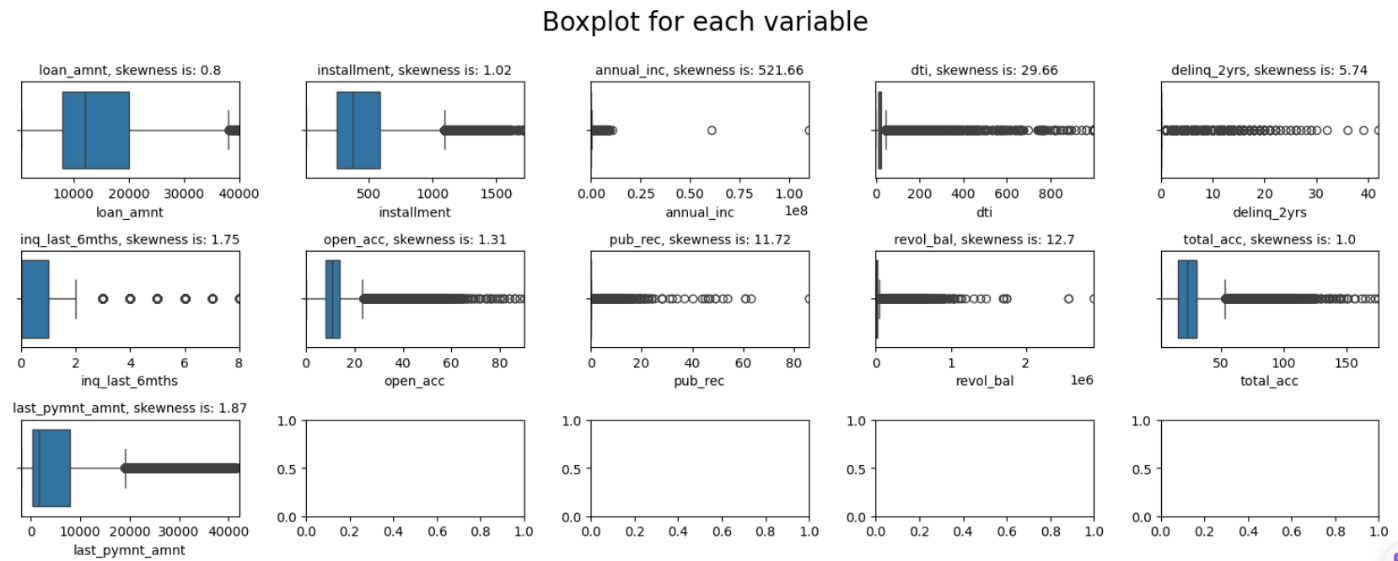 Boxplot for each variable
loan_amnt, skewness is: 0.8
installment, skewness is: 1.02
annual_inc, skewness is: 521.66
dti, skewness is: 29.66
delinq_2yrs, skewness is: 5.74
10000 20000 30000 40000
500 1000 1500
0.00 0.25 0.50 0.75 1.00
0 200 400 600 800
0 10 20 30 40
loan_amnt
installment
annual_inc
1e8
dti
delinq_2yrs
inq_last_6mths, skewness is: 1.75
open_acc, skewness is: 1.31
pub_rec, skewness is: 11.72
revol_bal, skewness is: 12.7
total_acc, skewness is: 1.0
0 2 4 6 8
0 20 40 60 80
0 20 40 60 80
0 1 2
50 100 150
inq_last_6mths
open_acc
pub_rec
revol_bal
1e6
total_acc
last_pymnt_amnt, skewness is: 1.87
1.0
0.5
0.0
1.0
0.5
0.0
1.0
0.5
0.0
1.0
0.5
0.0
0 10000 20000 30000 40000
0.0 0.2 0.4 0.6 0.8 1.0
0.0 0.2 0.4 0.6 0.8 1.0
0.0 0.2 0.4 0.6 0.8 1.0
0.0 0.2 0.4 0.6 0.8 1.0
last_pymnt_amnt